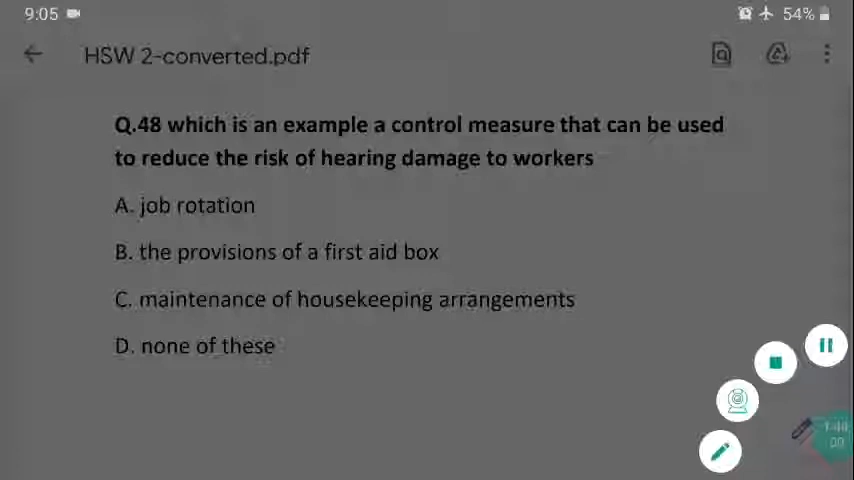 9:05 54%
HSW 2-converted.pdf
Q.48 which is an example a control measure that can be used
to reduce the risk of hearing damage to workers
A. job rotation
B. the provisions of a first aid box
C. maintenance of housekeeping arrangements
D. none of these